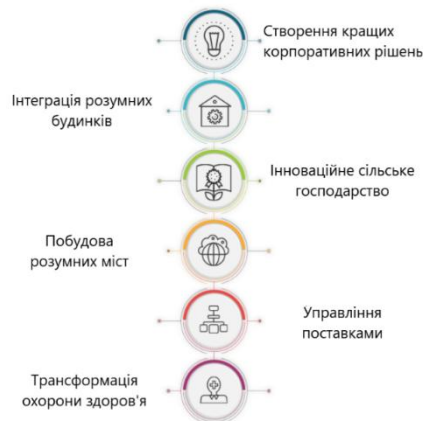 Створення кращих
корпоративних рішень
Інтеграція розумних
будинків
Інноваційне сільське
господарство
Побудова
розумних міст
Управління
поставками
Трансформація
охорони здоров'я